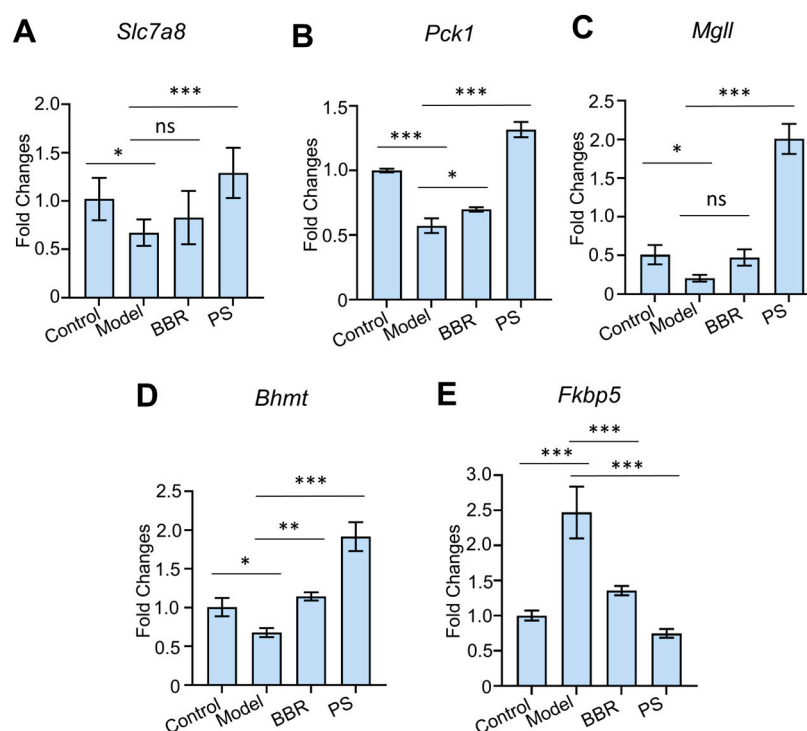 A
Slc7a8
Fold Changes
2.0
1.5
1.0
0.5
0
*
ns
***
Control
Model
BBR
PS
B
Pck1
Fold Changes
1.5
1.0
0.5
0
***
*
***
Control
Model
BBR
PS
C
Mgll
Fold Changes
2.5
2.0
1.5
1.0
0.5
0
*
ns
***
Control
Model
BBR
PS
D
Bhmt
Fold Changes
2.5
2.0
1.5
1.0
0.5
0
*
**
***
Control
Model
BBR
PS
E
Fkbp5
Fold Changes
3.0
2.5
2.0
1.5
1.0
0.5
0
***
***
***
Control
Model
BBR
PS